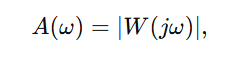 A(ω) = |W(jω)|,